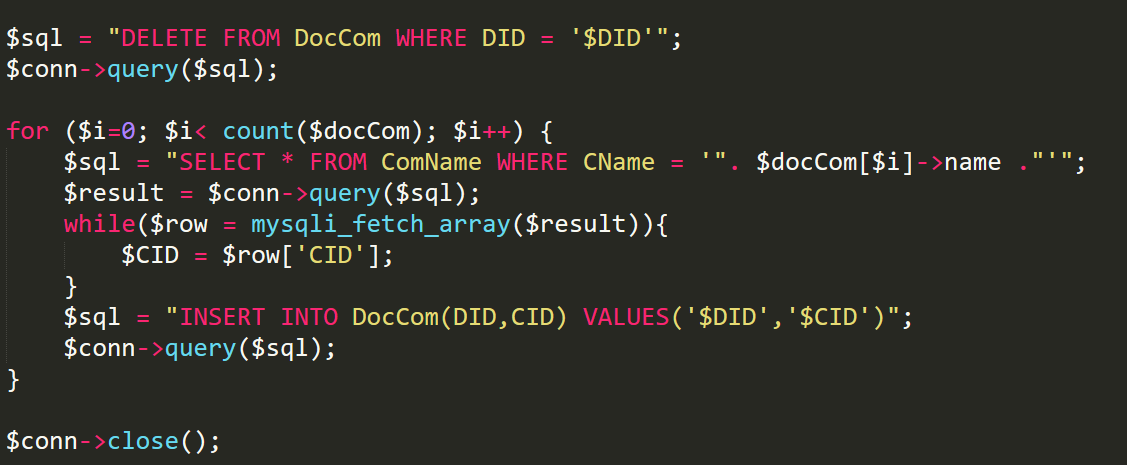 $sql = "DELETE FROM DocCom WHERE DID = '$DID'";
$conn->query($sql);
for ($i=0; $i< count($docCom); $i++) {
$sql = "SELECT * FROM ComName WHERE CName = '". $docCom[$i]->name ."'";
$result = $conn->query($sql);
while($row = mysqli_fetch_array($result)){
$CID = $row['CID'];
}
$sql = "INSERT INTO DocCom(DID,CID) VALUES('$DID','$CID')";
$conn->query($sql);
}
$conn->close();